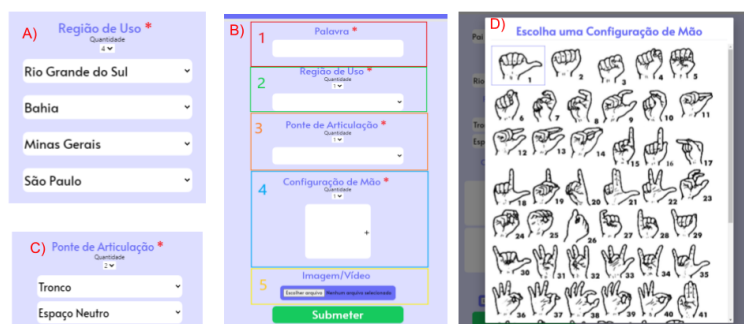 A)
Região de Uso *
Quantidade
4
Rio Grande do Sul
Bahia
Minas Gerais
São Paulo
C)
Ponte de Articulação *
Quantidade
2
Tronco
Espaço Neutro
B)
1
Palavra *
2
Região de Uso *
Quantidade
1
3
Ponte de Articulação *
Quantidade
1
4
Configuração de Mão *
Quantidade
1
+
5
Imagem/Vídeo
Escolher arquivo Nenhum arquivo selecionado
Submeter
D)
Escolha uma Configuração de Mão
2 3 4 5
6 7 8 9 10 11
12 13 14 15 16 17
18 19 20 21 22 23
24 25 26 27 28 29
30 31 32 33 34 35
36 37 38 39 40 41